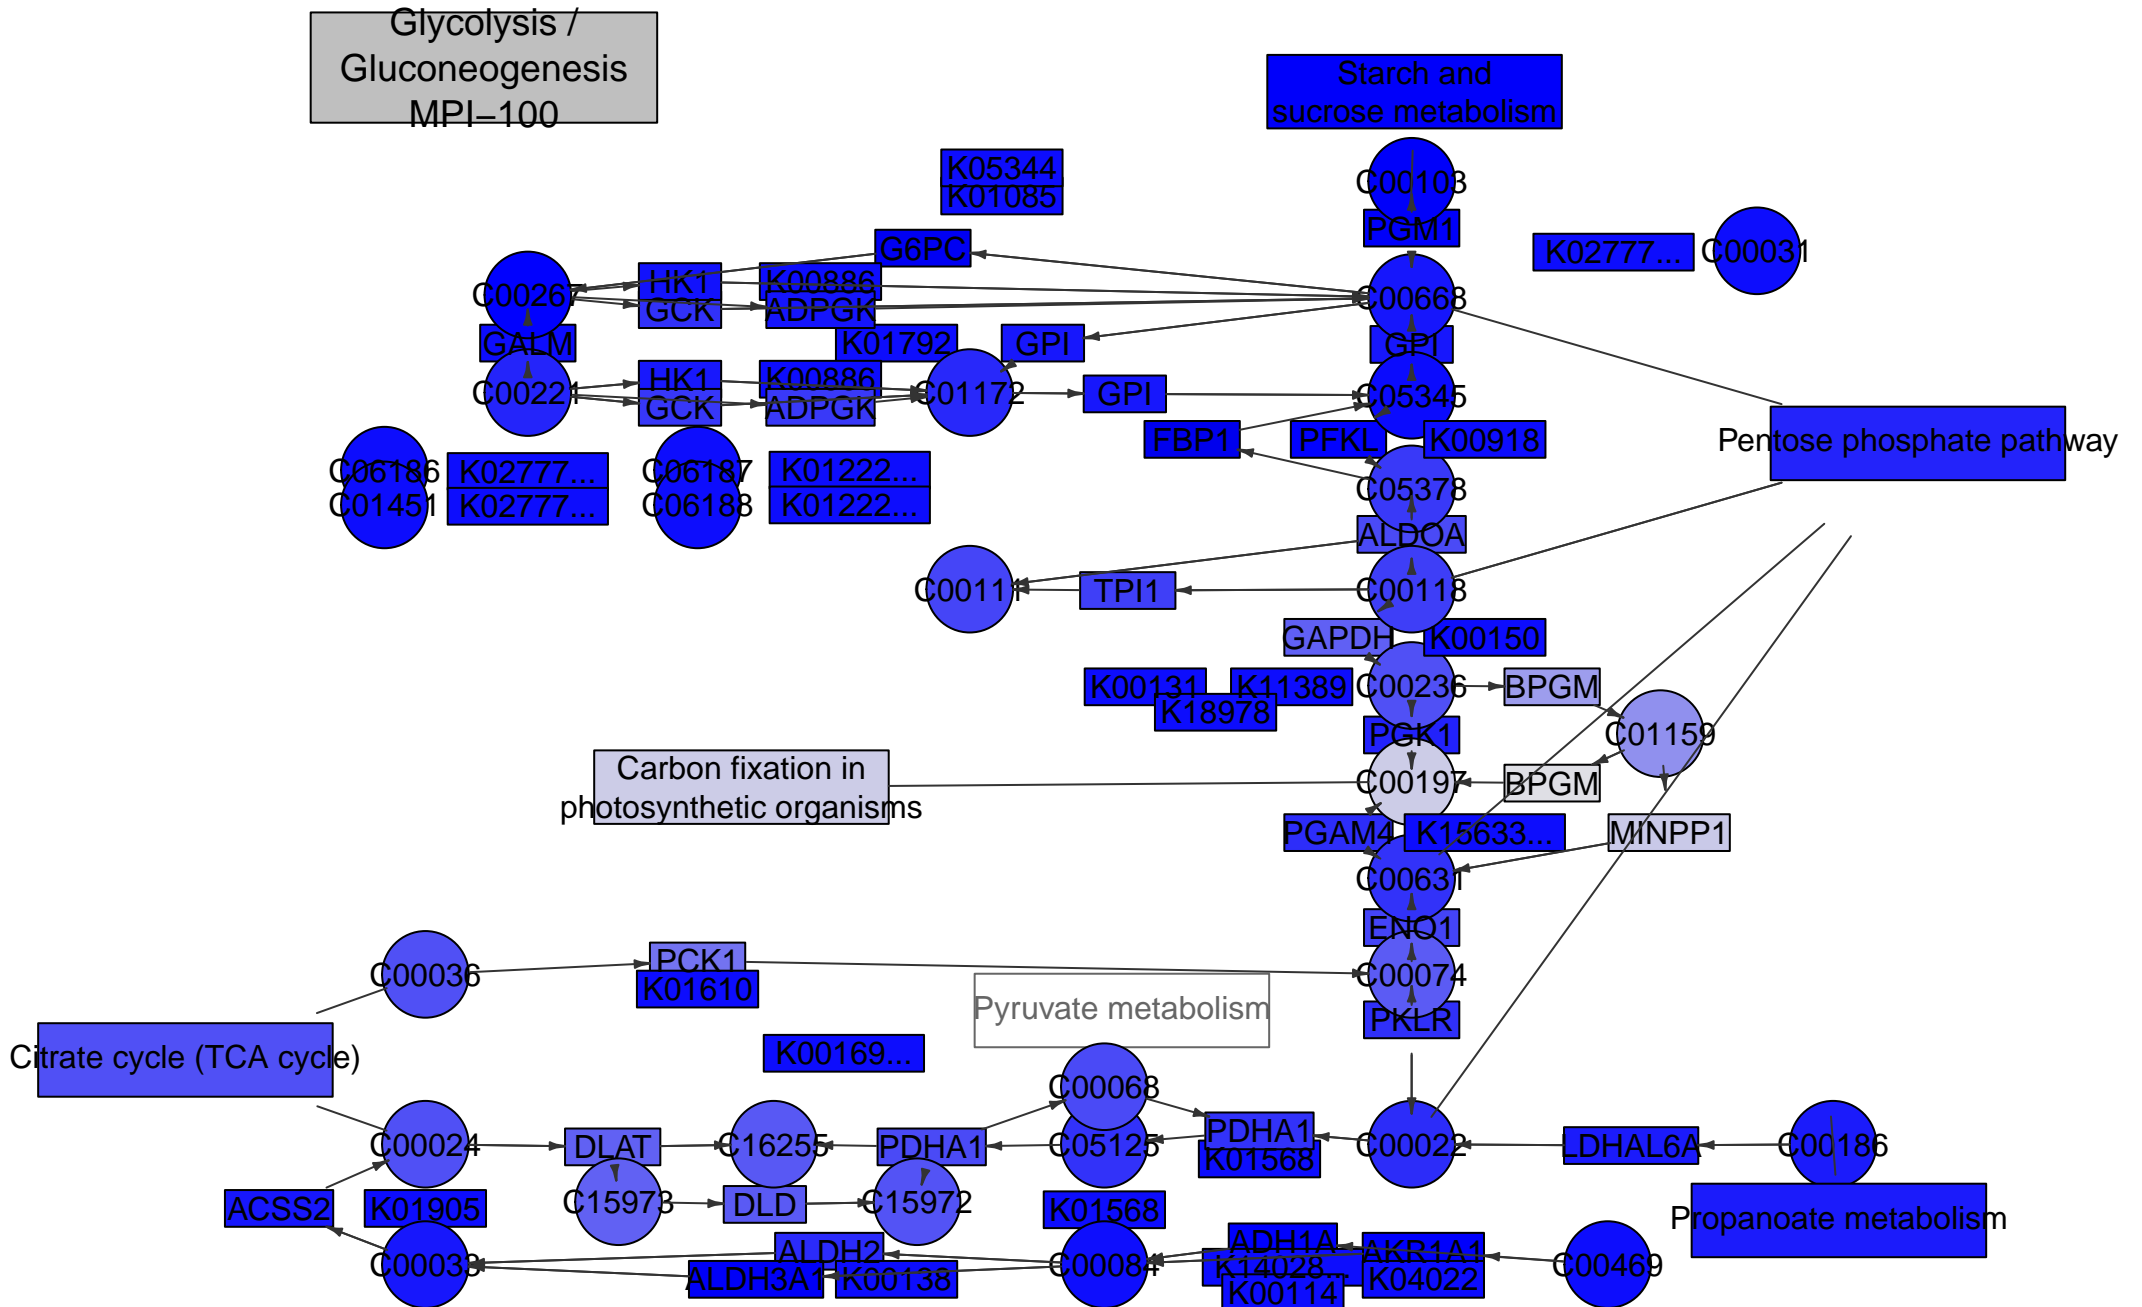 Glycolysis /
Gluconeogenesis
MPI–100
Starch and
sucrose metabolism
K05344
K01085
C00103
PGM1
G6PC
K02777...
C00031
C00267
HK1
K00886
GCK
ADPGK
C00668
GALM
K01792
GPI
GPI
C00221
HK1
K00886
GCK
ADPGK
C01172
GPI
C05345
FBP1
PFKL
K00918
Pentose phosphate pathway
C06186
K02777...
C06187
K01222...
C01451
K02777...
C06188
K01222...
C05378
ALDOA
C00111
TPI1
C00118
GAPDH
K00150
K00131
K11389
K18978
C00236
BPGM
PGK1
C01159
Carbon fixation in
photosynthetic organisms
C00197
BPGM
PGAM4
K15633...
MINPP1
C00631
ENO1
C00036
PCK1
K01610
C00074
Pyruvate metabolism
PKLR
Citrate cycle (TCA cycle)
K00169...
C00068
C00024
DLAT
C16255
PDHA1
C05125
PDHA1
K01568
C00022
LDHAL6A
C00186
C15973
DLD
C15972
ACSS2
K01905
K01568
Propanoate metabolism
C00033
ALDH2
ALDH3A1
K00138
C00084
ADH1A
K14028...
K00114
AKR1A1
K04022
C00469